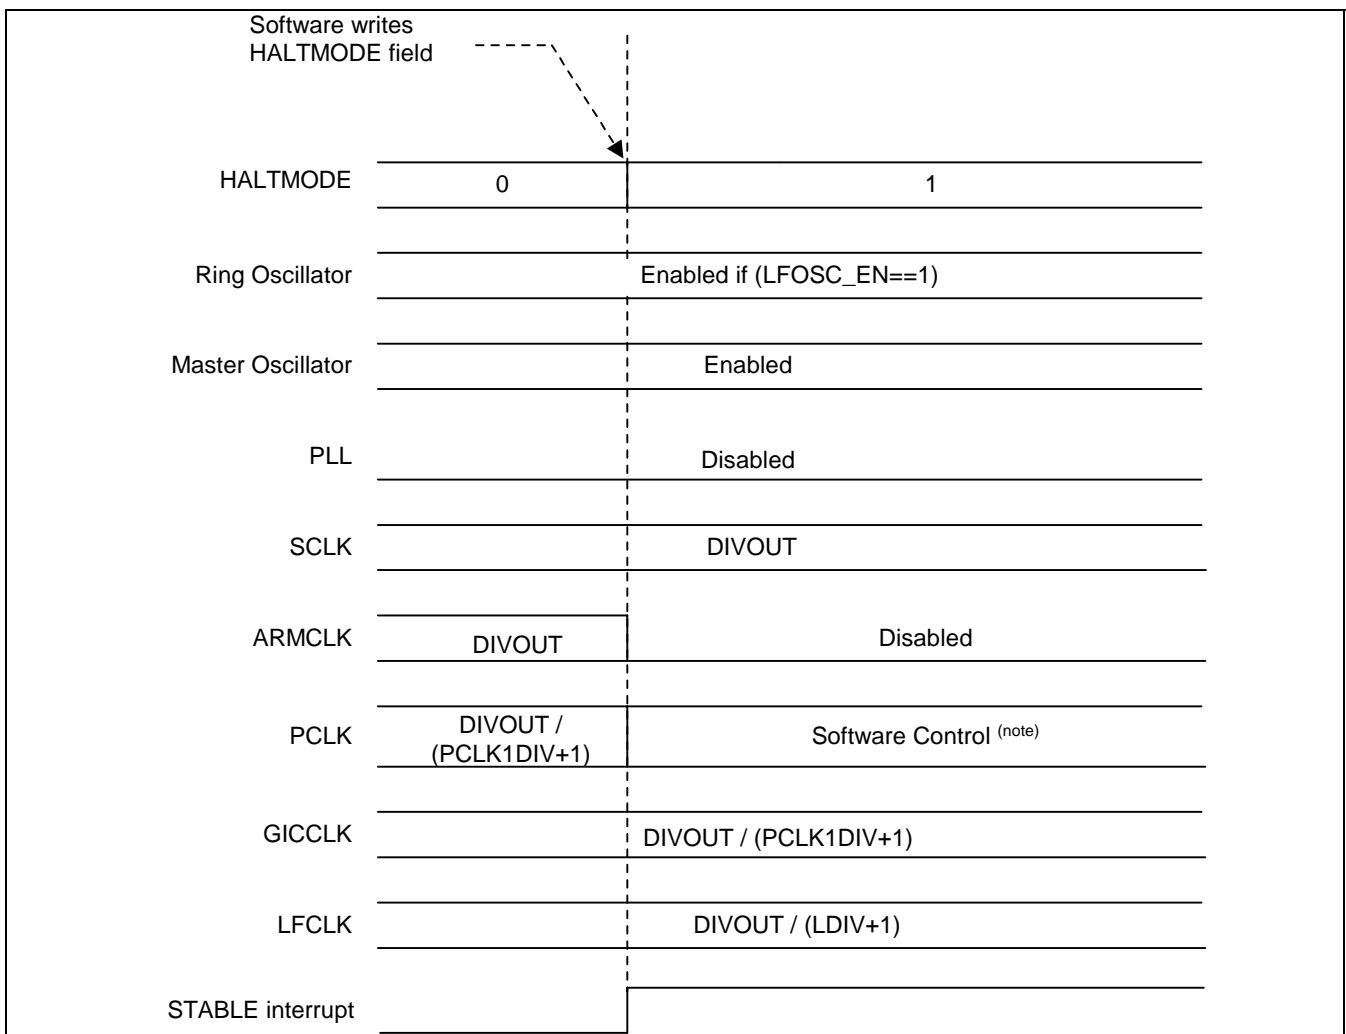 Software writes
HALTMODE field
HALTMODE 0 1
Ring Oscillator Enabled if (LFOSC_EN==1)
Master Oscillator Enabled
PLL Disabled
SCLK DIVOUT
ARMCLK DIVOUT Disabled
PCLK DIVOUT / (PCLK1DIV+1) Software Control (note)
GICCLK DIVOUT / (PCLK1DIV+1)
LFCLK DIVOUT / (LDIV+1)
STABLE interrupt